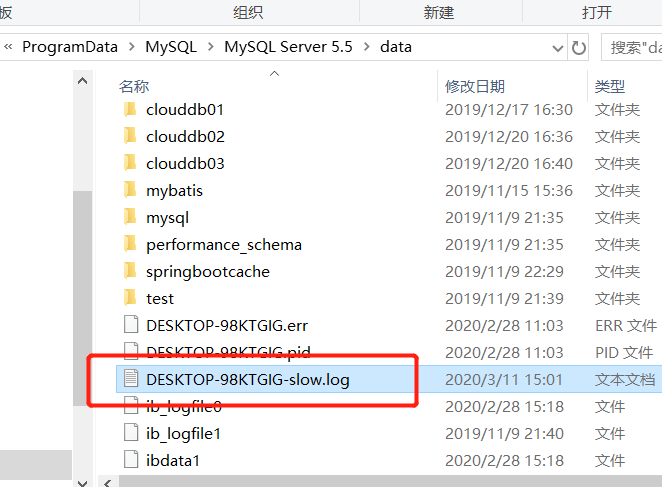 板 组织 新建 打开
« ProgramData › MySQL › MySQL Server 5.5 › data 搜索"da
名称 修改日期 类型
clouddb01 2019/12/17 16:30 文件夹
clouddb02 2019/12/20 16:36 文件夹
clouddb03 2019/12/20 16:40 文件夹
mybatis 2019/11/15 15:36 文件夹
mysql 2019/11/9 21:35 文件夹
performance_schema 2019/11/9 21:35 文件夹
springbootcache 2019/11/9 22:29 文件夹
test 2019/11/9 21:39 文件夹
DESKTOP-98KTGIG.err 2020/2/28 11:03 ERR 文件
DESKTOP-98KTGIG.pid 2020/2/28 11:03 PID 文件
DESKTOP-98KTGIG-slow.log 2020/3/11 15:01 文本文档
ib_logfile0 2020/2/28 15:18 文件
ib_logfile1 2019/11/9 21:40 文件
ibdata1 2020/2/28 15:18 文件